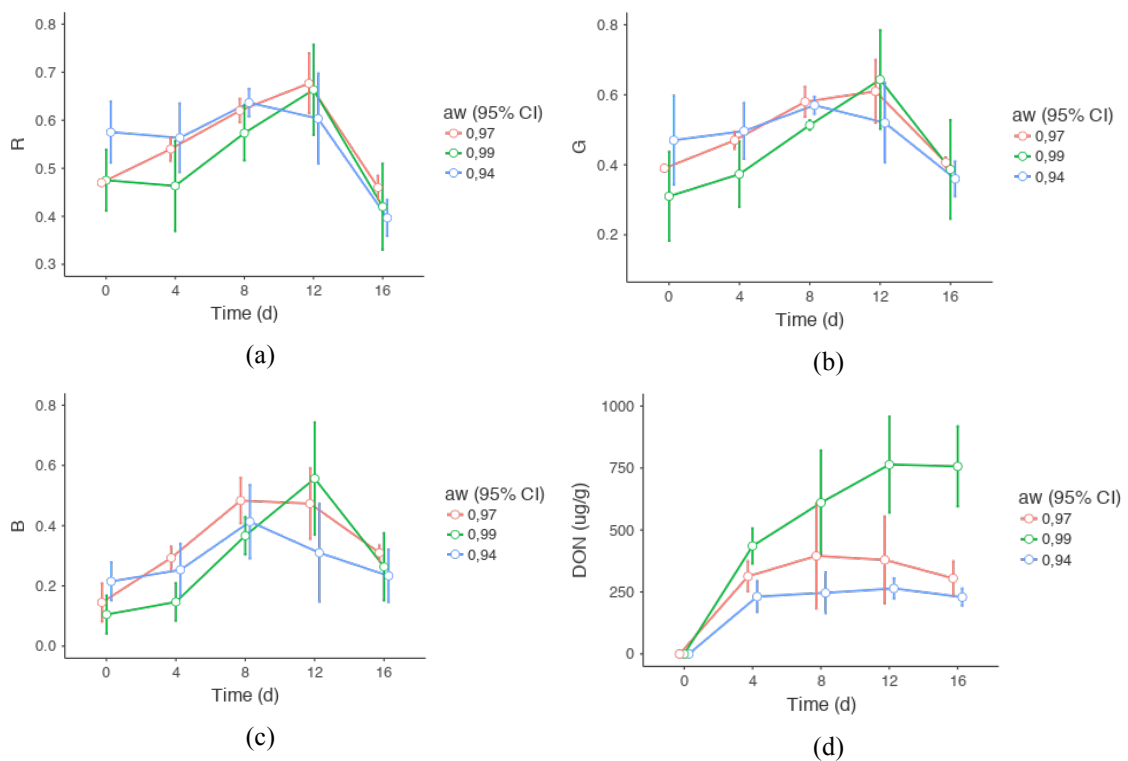 0.8
0.7
0.6
0.5
0.4
0.3
R
0 4 8 12 16
Time (d)
aw (95% CI)
0,97
0,99
0,94
(a)
0.8
0.6
0.4
0.2
G
0 4 8 12 16
Time (d)
aw (95% CI)
0,97
0,99
0,94
(b)
0.8
0.6
0.4
0.2
0.0
B
0 4 8 12 16
Time (d)
aw (95% CI)
0,97
0,99
0,94
(c)
1000
750
500
250
0
DON (ug/g)
0 4 8 12 16
Time (d)
aw (95% CI)
0,97
0,99
0,94
(d)